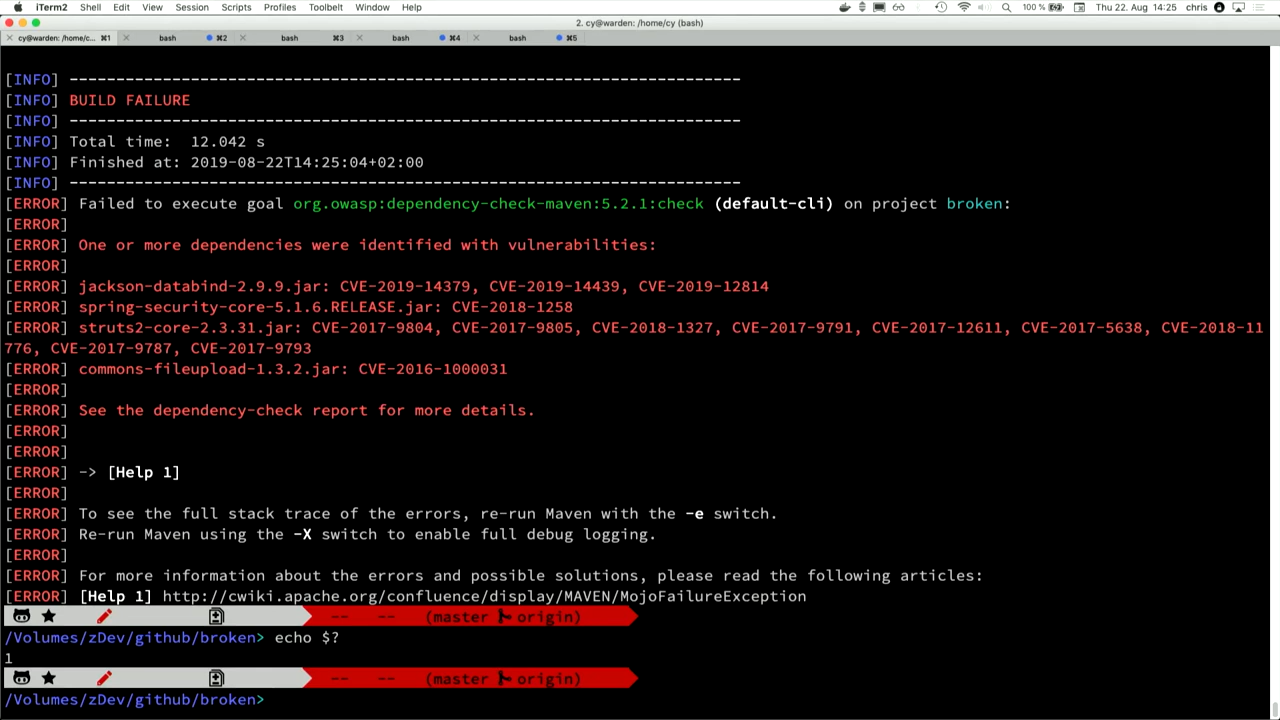 iTerm2 Shell Edit View Session Scripts Profiles Toolbelt Window Help 100 % Thu 22. Aug 14:25 chris
2. cy@warden: /home/cy (bash)
cy@warden: /home/c... ⌘1 bash ⌘2 bash ⌘3 bash ⌘4 bash ⌘5
[INFO] ------------------------------------------------------------------------
[INFO] BUILD FAILURE
[INFO] ------------------------------------------------------------------------
[INFO] Total time:  12.042 s
[INFO] Finished at: 2019-08-22T14:25:04+02:00
[INFO] ------------------------------------------------------------------------
[ERROR] Failed to execute goal org.owasp:dependency-check-maven:5.2.1:check (default-cli) on project broken:
[ERROR]
[ERROR] One or more dependencies were identified with vulnerabilities:
[ERROR]
[ERROR] jackson-databind-2.9.9.jar: CVE-2019-14379, CVE-2019-14439, CVE-2019-12814
[ERROR] spring-security-core-5.1.6.RELEASE.jar: CVE-2018-1258
[ERROR] struts2-core-2.3.31.jar: CVE-2017-9804, CVE-2017-9805, CVE-2018-1327, CVE-2017-9791, CVE-2017-12611, CVE-2017-5638, CVE-2018-11
776, CVE-2017-9787, CVE-2017-9793
[ERROR] commons-fileupload-1.3.2.jar: CVE-2016-1000031
[ERROR]
[ERROR] See the dependency-check report for more details.
[ERROR]
[ERROR]
[ERROR] -> [Help 1]
[ERROR]
[ERROR] To see the full stack trace of the errors, re-run Maven with the -e switch.
[ERROR] Re-run Maven using the -X switch to enable full debug logging.
[ERROR]
[ERROR] For more information about the errors and possible solutions, please read the following articles:
[ERROR] [Help 1] http://cwiki.apache.org/confluence/display/MAVEN/MojoFailureException
-- -- (master origin)
/Volumes/zDev/github/broken> echo $?
1
-- -- (master origin)
/Volumes/zDev/github/broken>